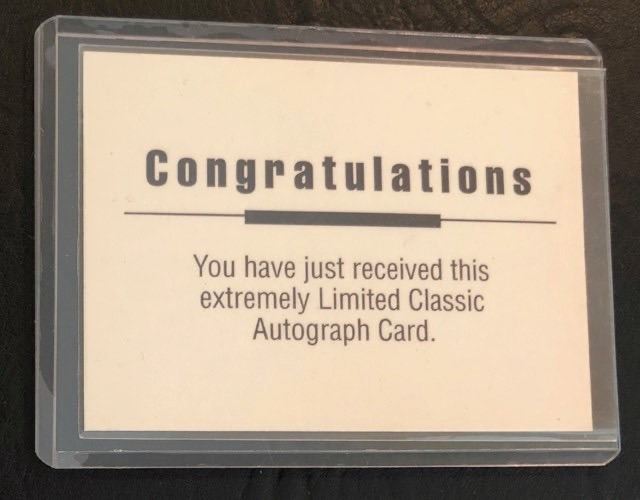 Congratulations
You have just received this
extremely Limited Classic
Autograph Card.